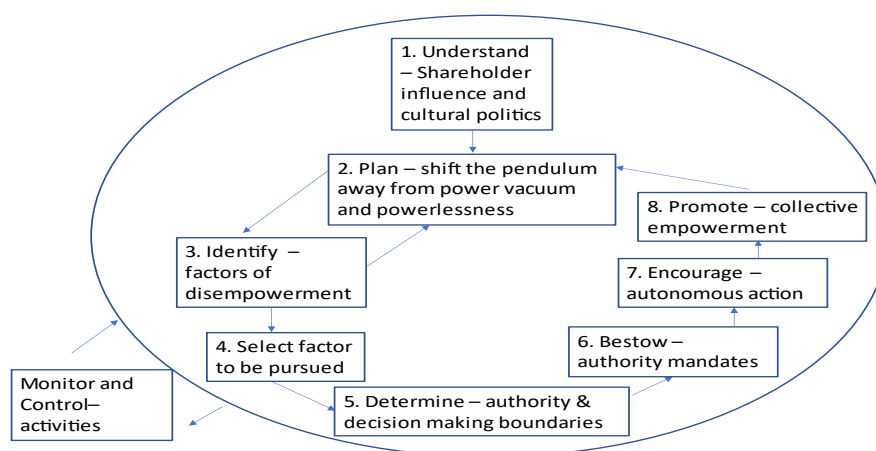 1. Understand
– Shareholder
influence and
cultural politics
2. Plan – shift the pendulum
away from power vacuum
and powerlessness
3. Identify –
factors of
disempowerment
4. Select factor
to be pursued
5. Determine – authority &
decision making boundaries
6. Bestow –
authority mandates
7. Encourage –
autonomous action
8. Promote – collective
empowerment
Monitor and
Control–
activities